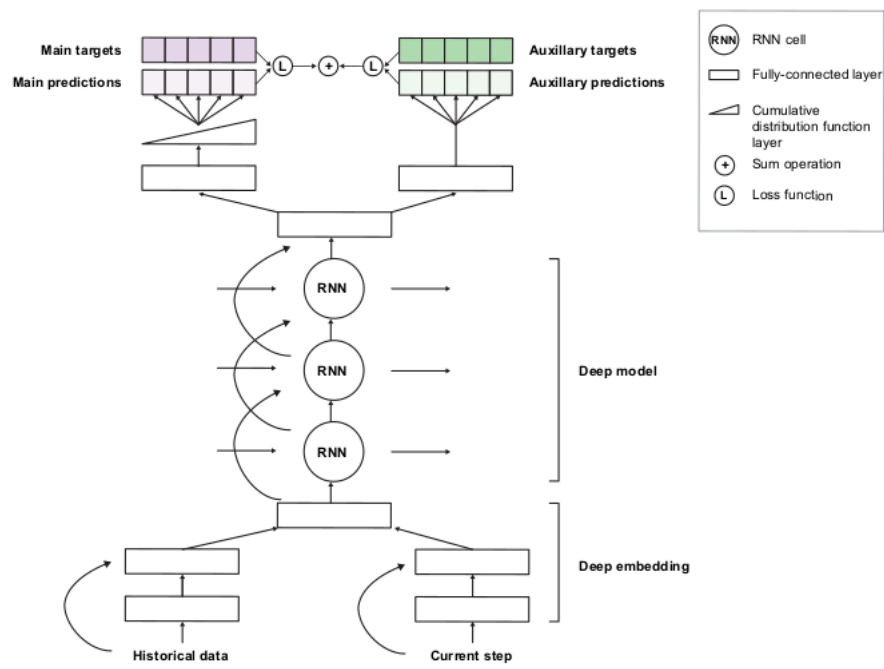 Main targets
L
+
L
Auxillary targets
Main predictions
Auxillary predictions
RNN
RNN cell
Fully-connected layer
Cumulative
distribution function
layer
+
Sum operation
L
Loss function
RNN
RNN
Deep model
RNN
Deep embedding
Historical data
Current step